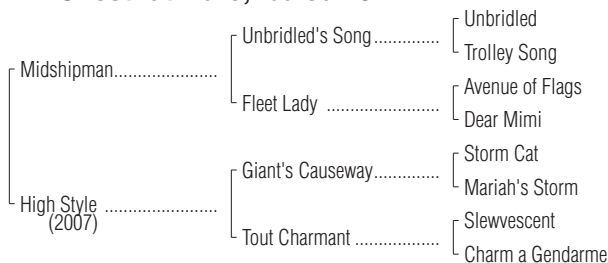 Unbridled
Unbridled's Song..............
Trolley Song
Midshipman......................
Avenue of Flags
Fleet Lady ........................
Dear Mimi
Storm Cat
Giant's Causeway..............
Mariah's Storm
High Style ........................
(2007)
Slewvescent
Tout Charmant ..................
Charm a Gendarme